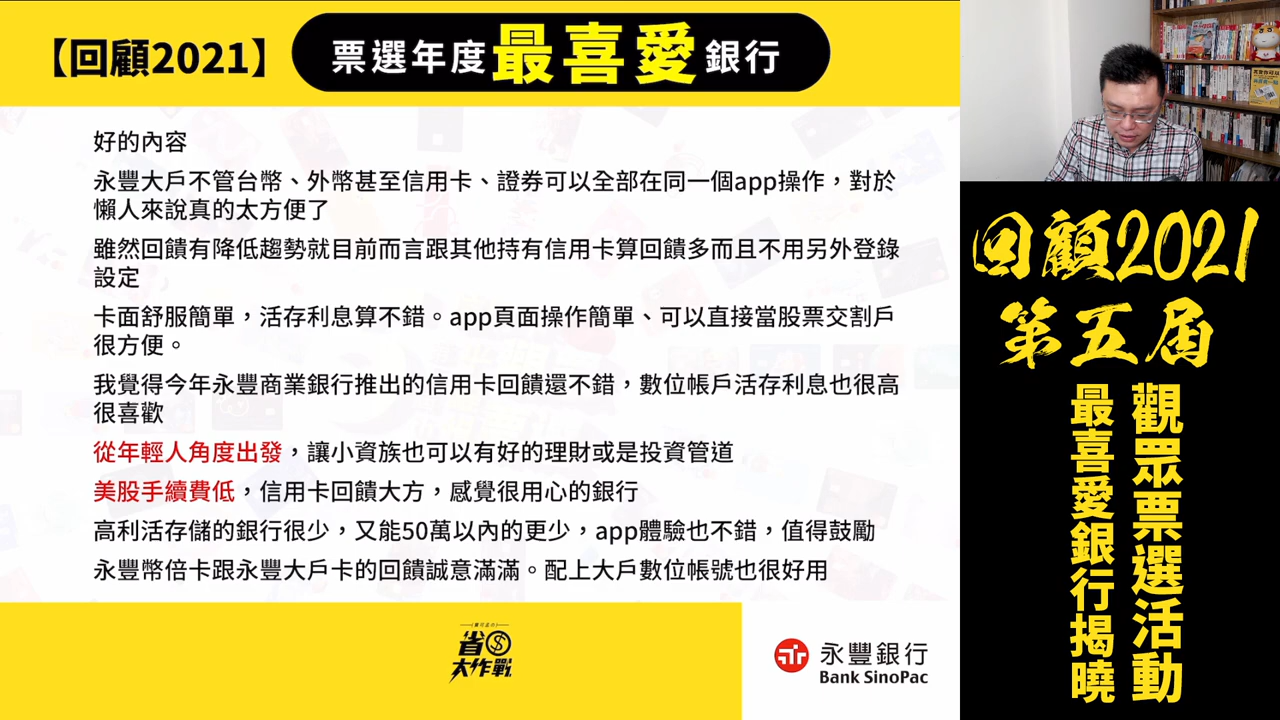 【回顧2021】
票選年度最喜愛銀行
好的內容
永豐大戶不管台幣、外幣甚至信用卡、證券可以全部在同一個app操作，對於
懶人來說真的太方便了
雖然回饋有降低趨勢就目前而言跟其他持有信用卡算回饋多而且不用另外登錄
設定
卡面舒服簡單，活存利息算不錯。app頁面操作簡單、可以直接當股票交割戶
很方便。
我覺得今年永豐商業銀行推出的信用卡回饋還不錯，數位帳戶活存利息也很高
很喜歡
從年輕人角度出發，讓小資族也可以有好的理財或是投資管道
美股手續費低，信用卡回饋大方，感覺很用心的銀行
高利活存儲的銀行很少，又能50萬以內的更少，app體驗也不錯，值得鼓勵
永豐幣倍卡跟永豐大戶卡的回饋誠意滿滿。配上大戶數位帳號也很好用
省
大作戰
永豐銀行
Bank SinoPac
回顧2021
第五屆
觀眾票選活動
最喜愛銀行揭曉